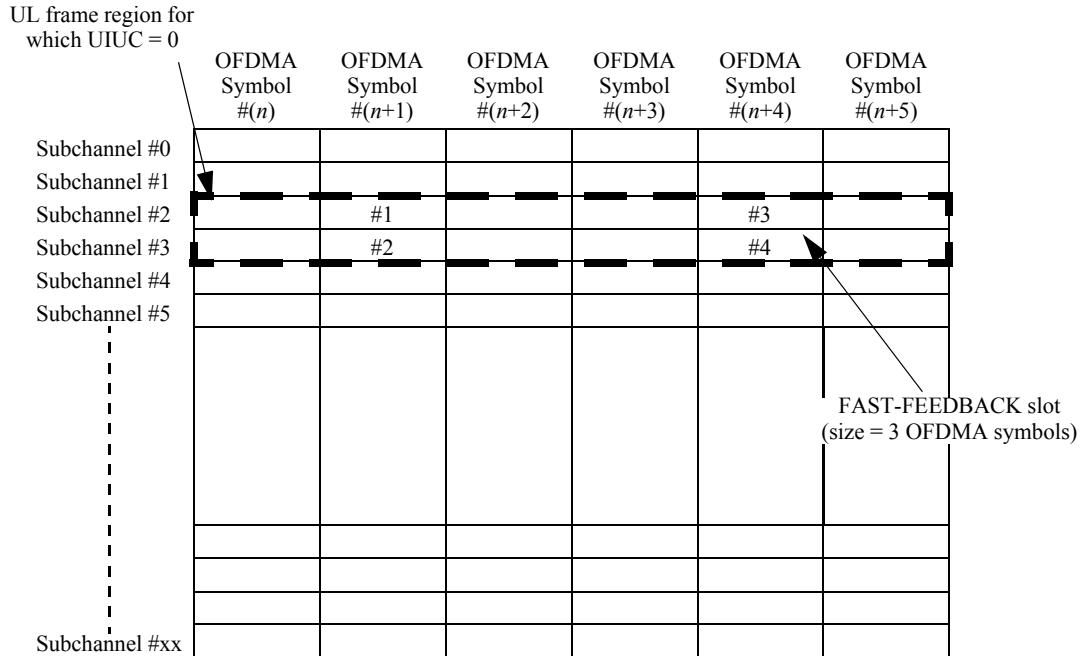 UL frame region for
which UIUC = 0
OFDMA
Symbol
#(n)
OFDMA
Symbol
#(n+1)
OFDMA
Symbol
#(n+2)
OFDMA
Symbol
#(n+3)
OFDMA
Symbol
#(n+4)
OFDMA
Symbol
#(n+5)
Subchannel #0
Subchannel #1
Subchannel #2
#1
#3
Subchannel #3
#2
#4
Subchannel #4
Subchannel #5
FAST-FEEDBACK slot
(size = 3 OFDMA symbols)
Subchannel #xx